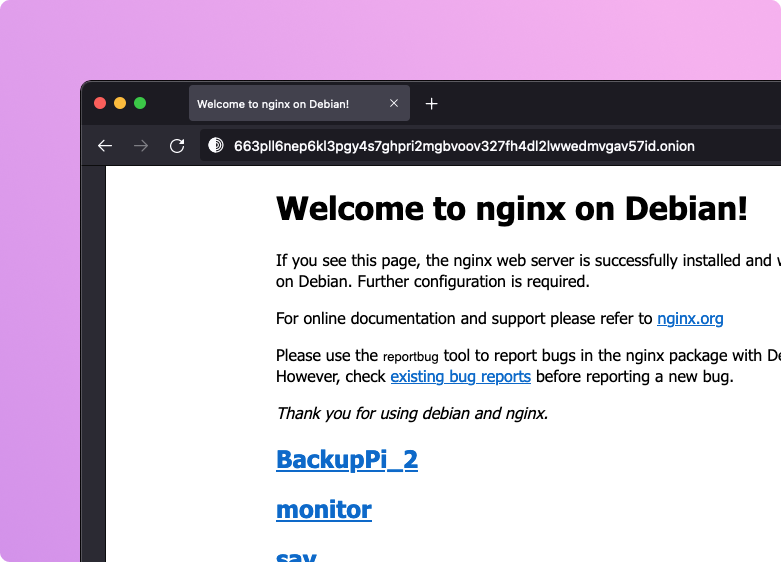 Welcome to nginx on Debian!
663pll6nep6kl3pgy4s7ghpri2mgbvoov327fh4dl2lwwedmvgav57id.onion
Welcome to nginx on Debian!
If you see this page, the nginx web server is successfully installed and
on Debian. Further configuration is required.
For online documentation and support please refer to nginx.org
Please use the reportbug tool to report bugs in the nginx package with De
However, check existing bug reports before reporting a new bug.
Thank you for using debian and nginx.
BackupPi_2
monitor